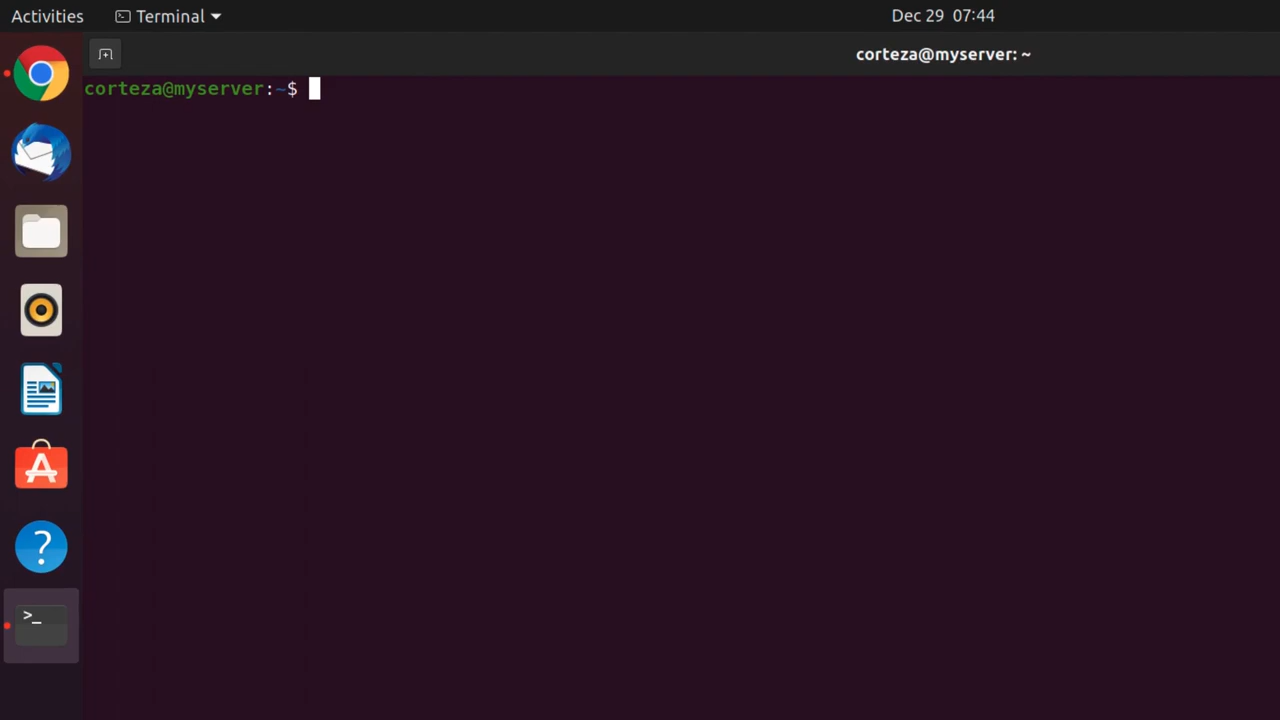 Activities Terminal Dec 29 07:44
corteza@myserver: ~
corteza@myserver:~$
>_
?